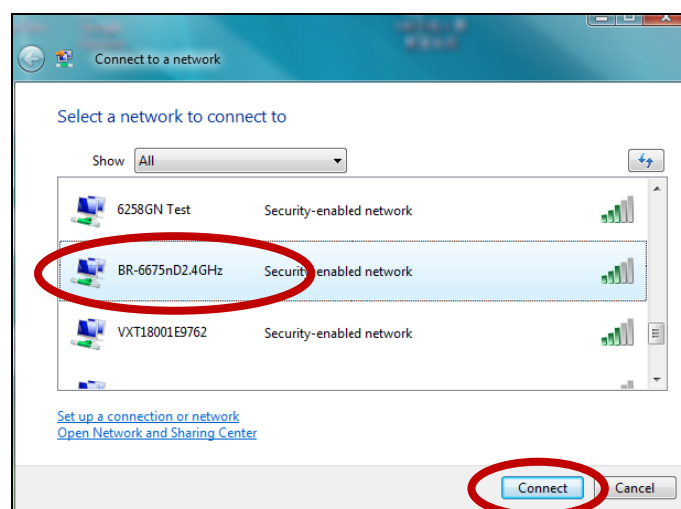 Connect to a network
Select a network to connect to
Show All
6258GN Test Security-enabled network
BR-6675nD2.4GHz Security-enabled network
VXT18001E9762 Security-enabled network
Set up a connection or network
Open Network and Sharing Center
Connect Cancel